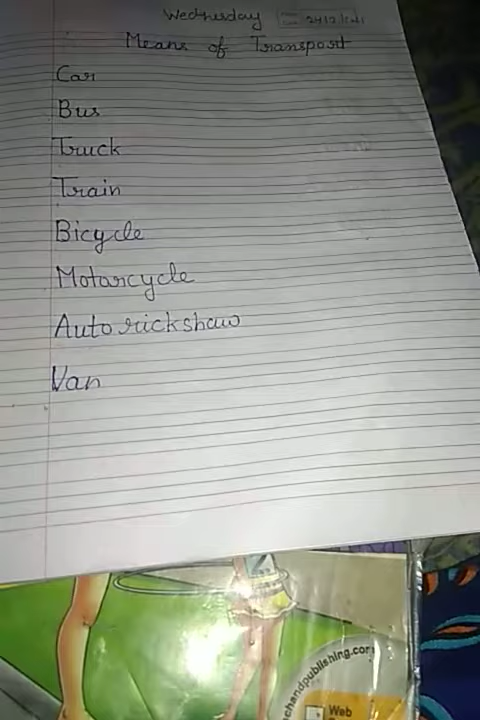 Wednesday
Means of Transport
Car
Bus
Truck
Train
Bicycle
Motorcycle
Auto rickshaw
Van
chandpublishing.com
Web